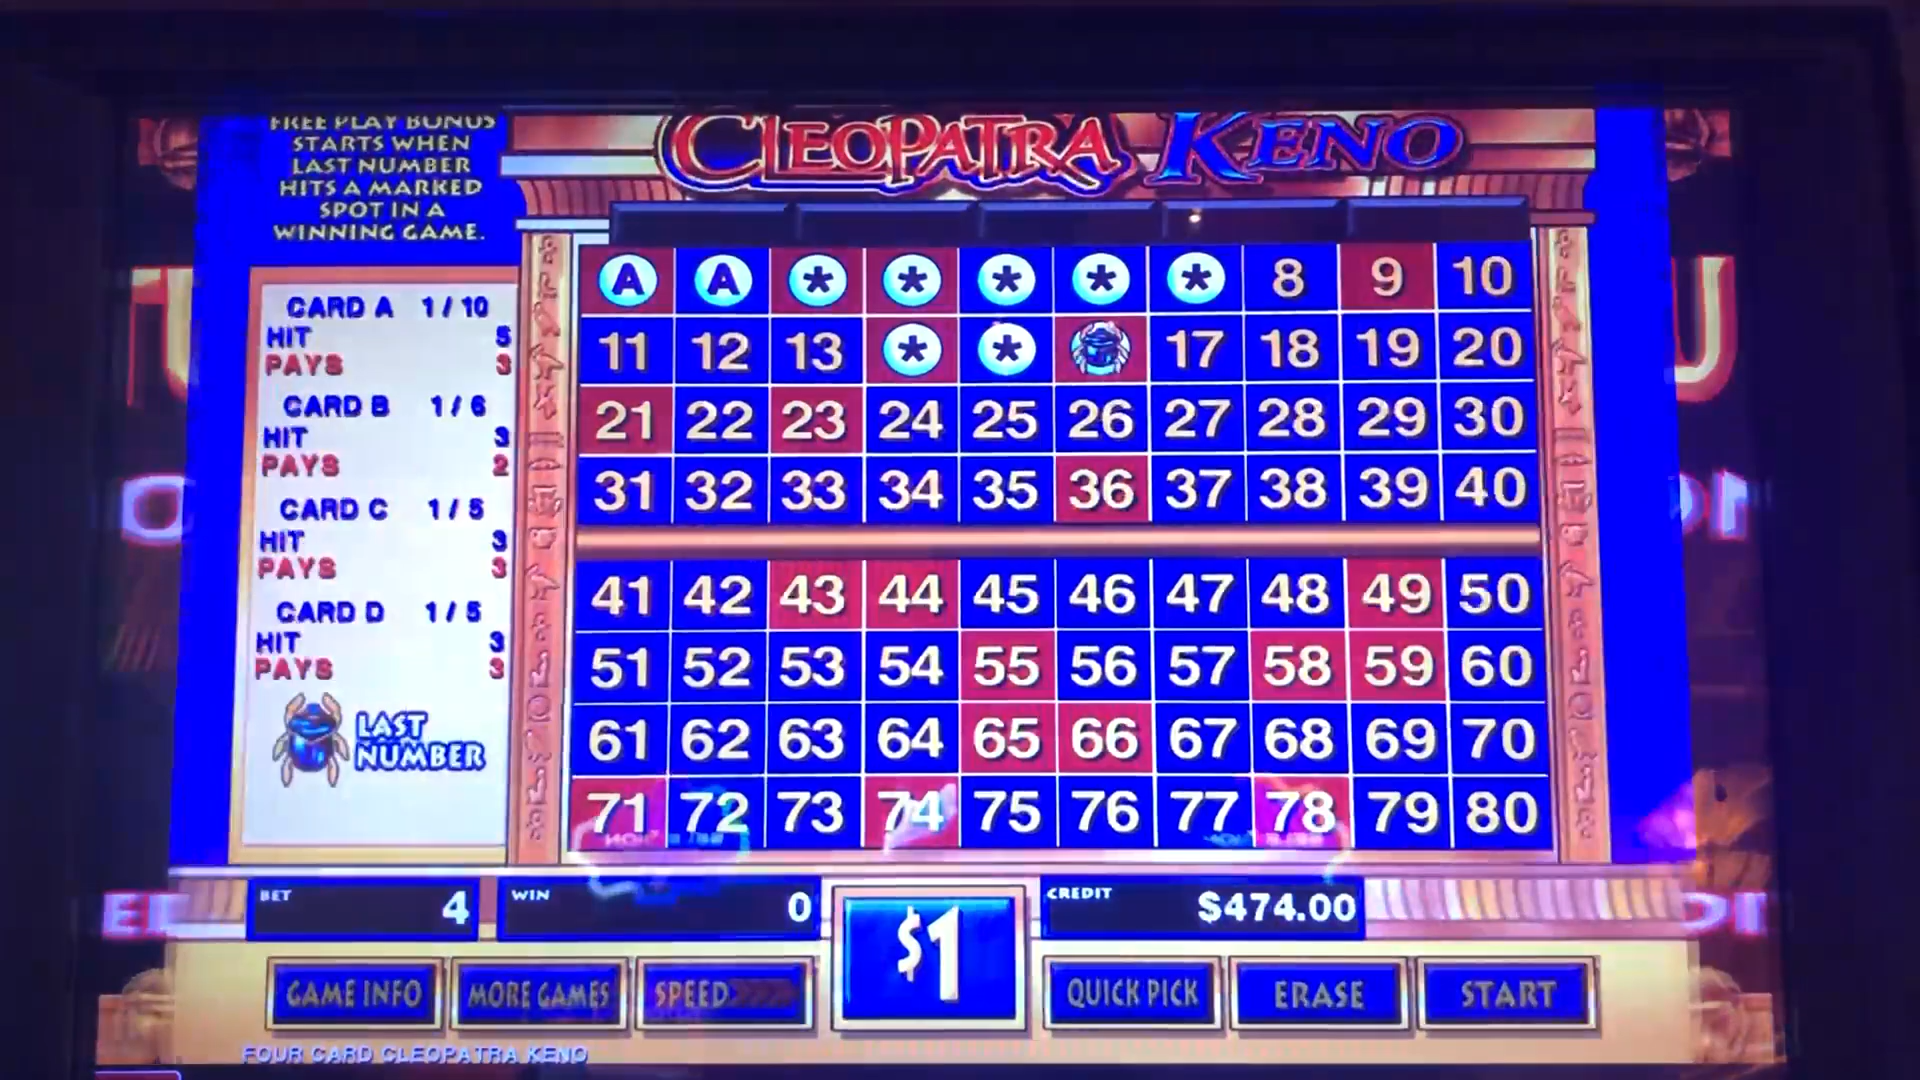 FREE PLAY BONUS
STARTS WHEN
LAST NUMBER
HITS A MARKED
SPOT IN A
WINNING GAME.
CLEOPATRA KENO
CARD A 1/10
HIT 5
PAYS 3
CARD B 1/6
HIT 3
PAYS 2
CARD C 1/5
HIT 3
PAYS 3
CARD D 1/5
HIT 3
PAYS 3
LAST
NUMBER
A A * * * * * 8 9 10
11 12 13 * * 17 18 19 20
21 22 23 24 25 26 27 28 29 30
31 32 33 34 35 36 37 38 39 40
41 42 43 44 45 46 47 48 49 50
51 52 53 54 55 56 57 58 59 60
61 62 63 64 65 66 67 68 69 70
71 72 73 74 75 76 77 78 79 80
BET 4 WIN 0 $1 CREDIT $474.00
GAME INFO MORE GAMES SPEED QUICK PICK ERASE START
FOUR CARD CLEOPATRA KENO